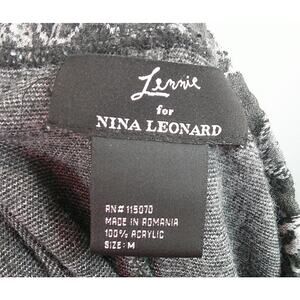 Lennie
for
NINA LEONARD
RN# 115070
MADE IN ROMANIA
100% ACRYLIC
SIZE: M